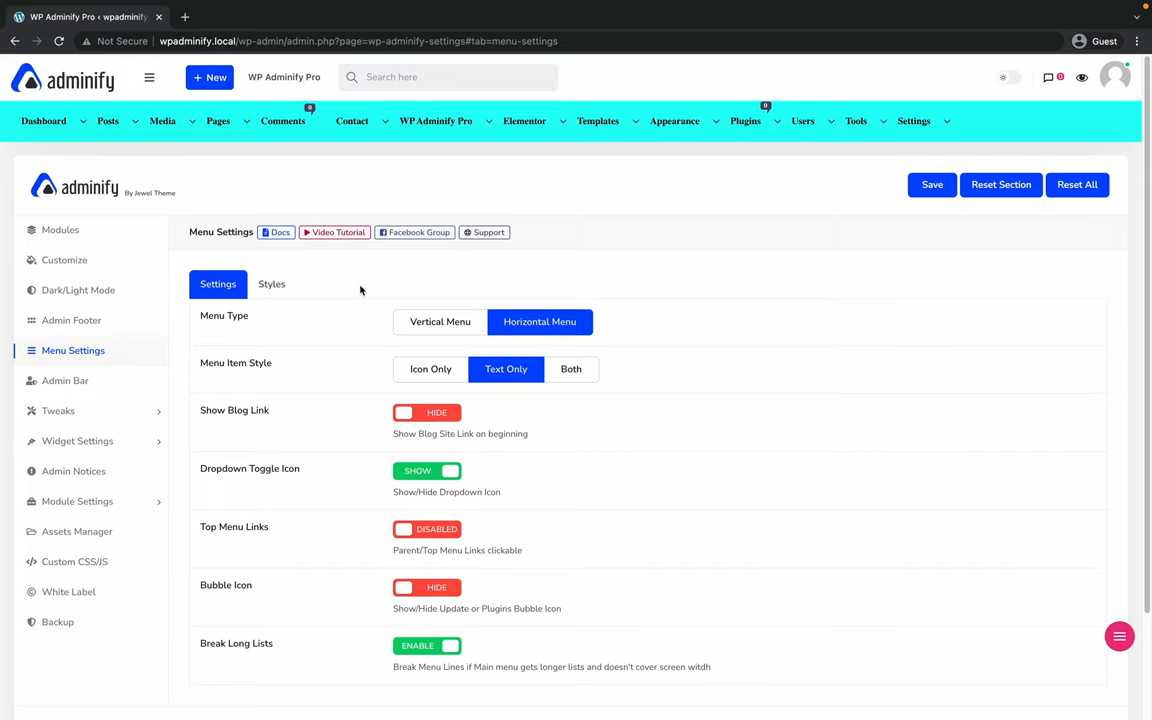 WP Adminify Pro ‹ wpadminify
Not Secure wpadminify.local/wp-admin/admin.php?page=wp-adminify-settings#tab=menu-settings Guest
adminify + New WP Adminify Pro Search here 0
0 0
Dashboard Posts Media Pages Comments Contact WP Adminify Pro Elementor Templates Appearance Plugins Users Tools Settings
adminify By Jewel Theme Save Reset Section Reset All
Modules
Customize
Dark/Light Mode
Admin Footer
Menu Settings
Admin Bar
Tweaks
Widget Settings
Admin Notices
Module Settings
Assets Manager
Custom CSS/JS
White Label
Backup
Menu Settings Docs Video Tutorial Facebook Group Support
Settings Styles
Menu Type Vertical Menu Horizontal Menu
Menu Item Style Icon Only Text Only Both
Show Blog Link HIDE
Show Blog Site Link on beginning
Dropdown Toggle Icon SHOW
Show/Hide Dropdown Icon
Top Menu Links DISABLED
Parent/Top Menu Links clickable
Bubble Icon HIDE
Show/Hide Update or Plugins Bubble Icon
Break Long Lists ENABLE
Break Menu Lines if Main menu gets longer lists and doesn't cover screen witdh